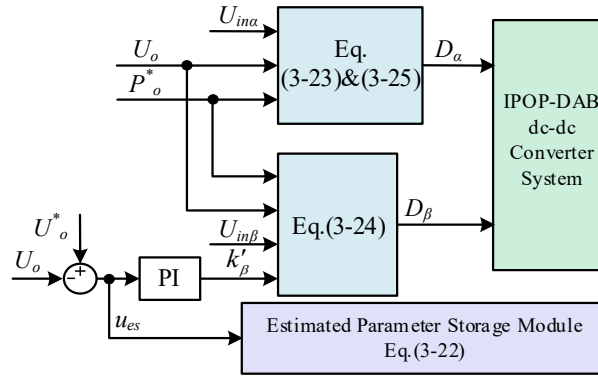 U_inα
U_o
P*_o
Eq.
(3-23)&(3-25)
D_α
IPOP-DAB
dc-dc
Converter
System
Eq.(3-24)
D_β
U_inβ
k′_β
U*_o
U_o
- +
PI
u_es
Estimated Parameter Storage Module
Eq.(3-22)